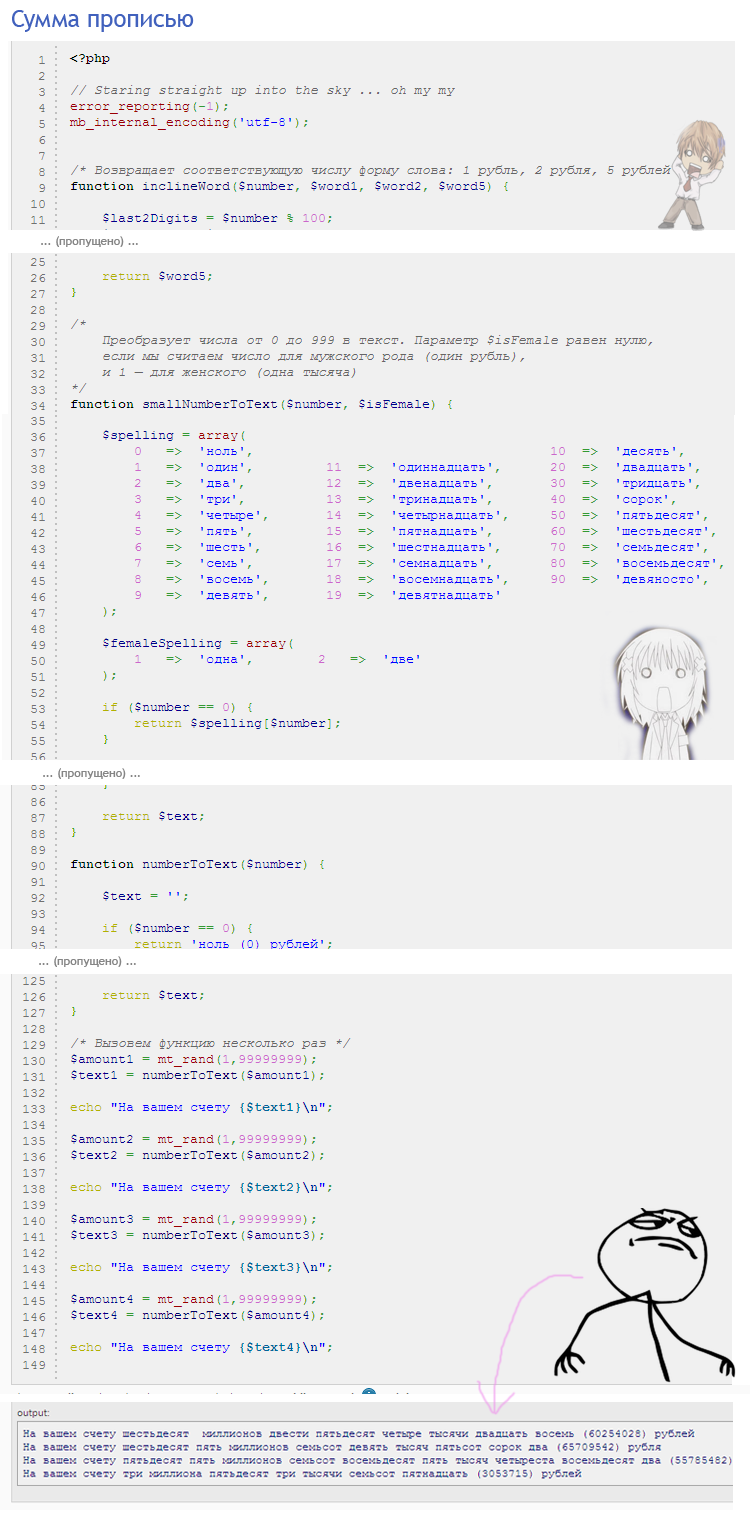 Сумма прописью
1 <?php
2
3 // Staring straight up into the sky ... oh my my
4 error_reporting(-1);
5 mb_internal_encoding('utf-8');
6
7
8 /* Возвращает соответствующую числу форму слова: 1 рубль, 2 рубля, 5 рублей
9 function inclineWord($number, $word1, $word2, $word5) {
10
11 $last2Digits = $number % 100;
... (пропущено) ...
25
26 return $word5;
27 }
28
29 /*
30 Преобразует числа от 0 до 999 в текст. Параметр $isFemale равен нулю,
31 если мы считаем число для мужского рода (один рубль),
32 и 1 — для женского (одна тысяча)
33 */
34 function smallNumberToText($number, $isFemale) {
35
36 $spelling = array(
37 0 => 'ноль', 10 => 'десять',
38 1 => 'один', 11 => 'одиннадцать', 20 => 'двадцать',
39 2 => 'два', 12 => 'двенадцать', 30 => 'тридцать',
40 3 => 'три', 13 => 'тринадцать', 40 => 'сорок',
41 4 => 'четыре', 14 => 'четырнадцать', 50 => 'пятьдесят',
42 5 => 'пять', 15 => 'пятнадцать', 60 => 'шестьдесят',
43 6 => 'шесть', 16 => 'шестнадцать', 70 => 'семьдесят',
44 7 => 'семь', 17 => 'семнадцать', 80 => 'восемьдесят',
45 8 => 'восемь', 18 => 'восемнадцать', 90 => 'девяносто',
46 9 => 'девять', 19 => 'девятнадцать'
47 );
48
49 $femaleSpelling = array(
50 1 => 'одна', 2 => 'две'
51 );
52
53 if ($number == 0) {
54 return $spelling[$number];
55 }
56
... (пропущено) ...
85 }
86
87 return $text;
88 }
89
90 function numberToText($number) {
91
92 $text = '';
93
94 if ($number == 0) {
95 return 'ноль (0) рублей';
... (пропущено) ...
125
126 return $text;
127 }
128
129 /* Вызовем функцию несколько раз */
130 $amount1 = mt_rand(1,99999999);
131 $text1 = numberToText($amount1);
132
133 echo "На вашем счету {$text1}\n";
134
135 $amount2 = mt_rand(1,99999999);
136 $text2 = numberToText($amount2);
137
138 echo "На вашем счету {$text2}\n";
139
140 $amount3 = mt_rand(1,99999999);
141 $text3 = numberToText($amount3);
142
143 echo "На вашем счету {$text3}\n";
144
145 $amount4 = mt_rand(1,99999999);
146 $text4 = numberToText($amount4);
147
148 echo "На вашем счету {$text4}\n";
149
output:
На вашем счету шестьдесят миллионов двести пятьдесят четыре тысячи двадцать восемь (60254028) рублей
На вашем счету шестьдесят пять миллионов семьсот девять тысяч пятьсот сорок два (65709542) рубля
На вашем счету пятьдесят пять миллионов семьсот восемьдесят пять тысяч четыреста восемьдесят два (55785482)
На вашем счету три миллиона пятьдесят три тысячи семьсот пятнадцать (3053715) рублей